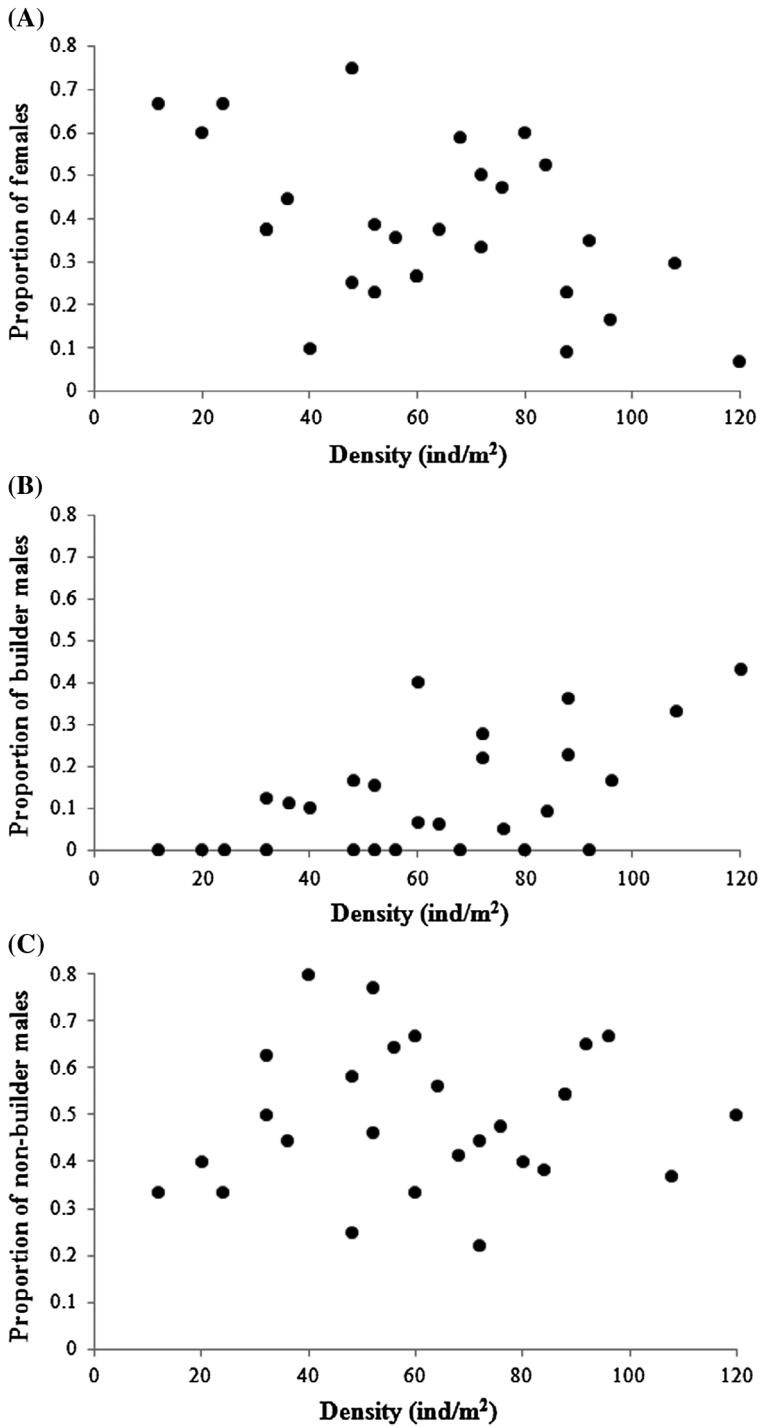 (A)
Proportion of females
0.8
0.7
0.6
0.5
0.4
0.3
0.2
0.1
0
0 20 40 60 80 100 120
Density (ind/m²)
(B)
Proportion of builder males
0.8
0.7
0.6
0.5
0.4
0.3
0.2
0.1
0
0 20 40 60 80 100 120
Density (ind/m²)
(C)
Proportion of non-builder males
0.8
0.7
0.6
0.5
0.4
0.3
0.2
0.1
0
0 20 40 60 80 100 120
Density (ind/m²)